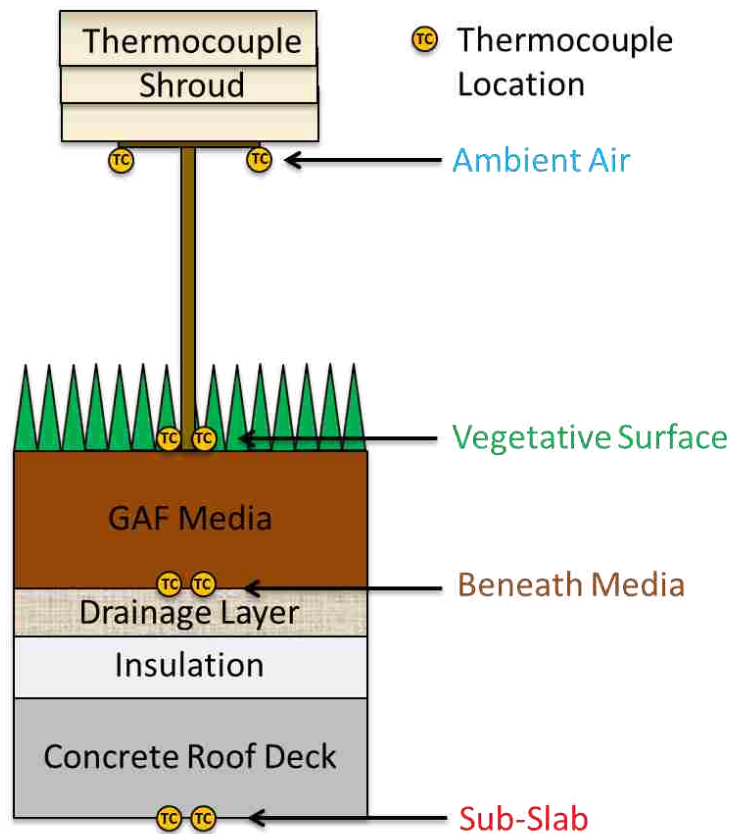 Thermocouple
Shroud
TC Thermocouple
Location
TC TC Ambient Air
TC TC Vegetative Surface
GAF Media
TC TC Beneath Media
Drainage Layer
Insulation
Concrete Roof Deck
TC TC Sub-Slab